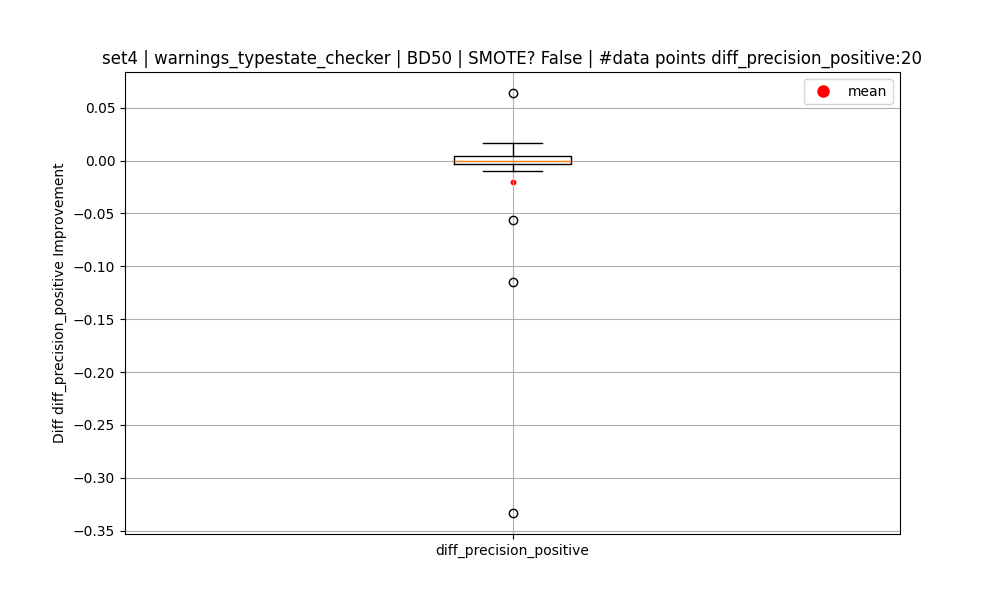 set4 | warnings_typestate_checker | BD50 | SMOTE? False | #data points diff_precision_positive:20
mean
Diff diff_precision_positive Improvement
0.05
0.00
−0.05
−0.10
−0.15
−0.20
−0.25
−0.30
−0.35
diff_precision_positive